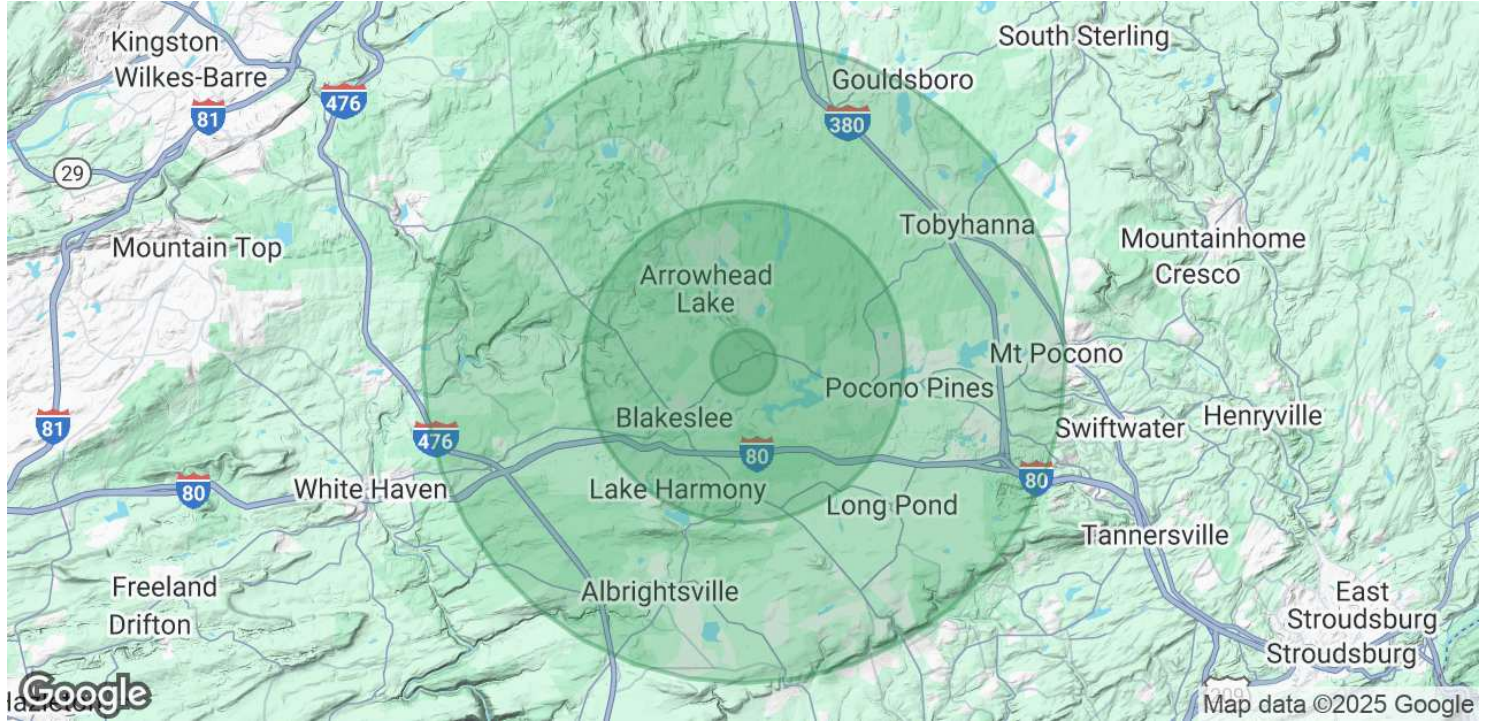 Kingston
Wilkes-Barre
476
81
29
Mountain Top
South Sterling
Gouldsboro
380
Tobyhanna
Mountainhome
Cresco
Arrowhead
Lake
Mt Pocono
Pocono Pines
Blakeslee
Swiftwater
Henryville
81
476
80
80
80
White Haven
Lake Harmony
Long Pond
Tannersville
Freeland
Drifton
Albrightsville
East
Stroudsburg
Stroudsburg
209
Hazleton
Google
Map data ©2025 Google